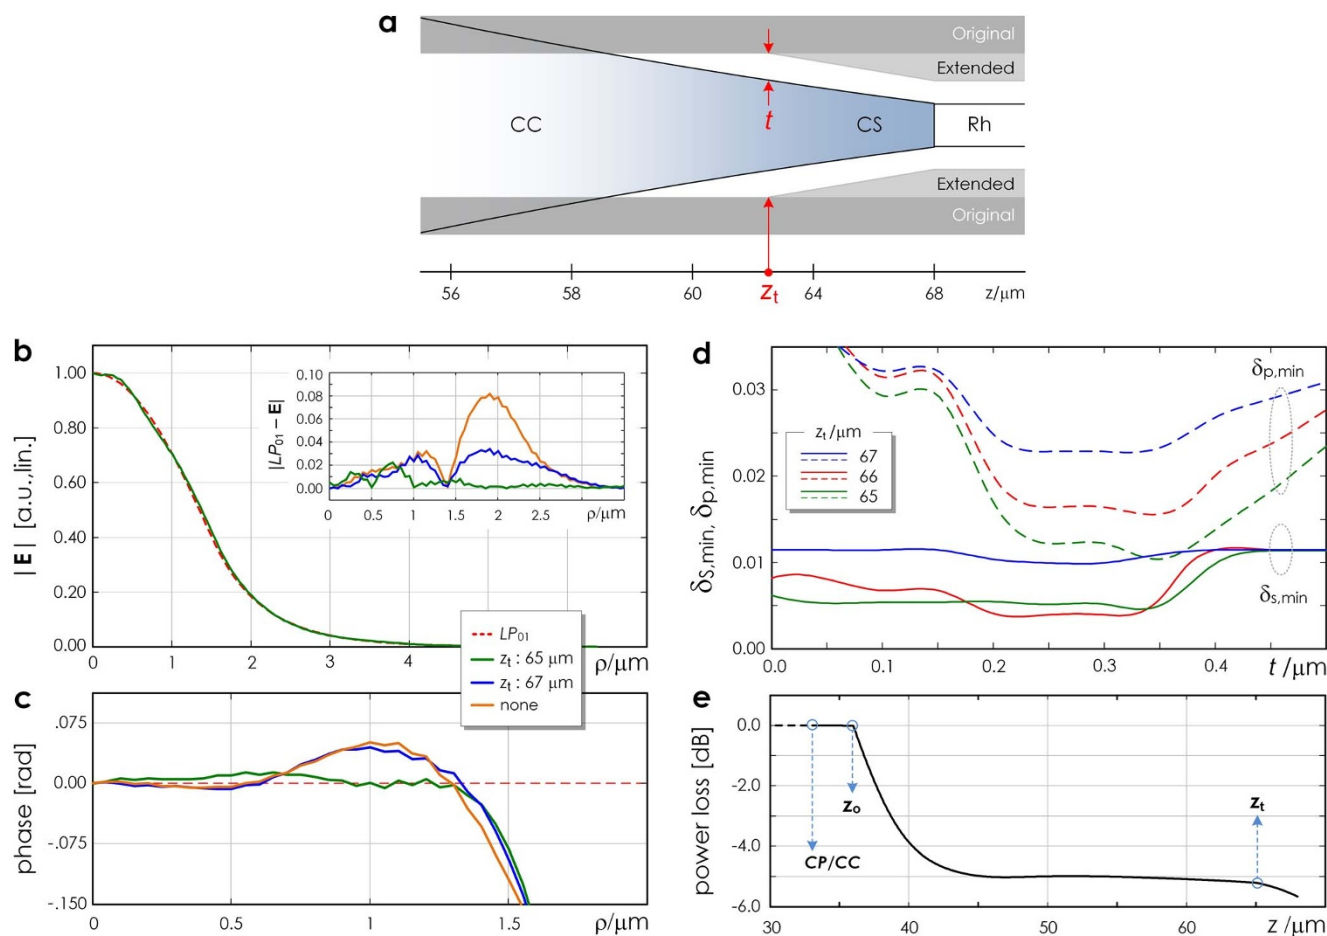 a
Original
Extended
CC
t
CS
Rh
Extended
Original
56
58
60
zt
64
68
z/μm
b
|E| [a.u.,lin.]
1.00
0.80
0.60
0.40
0.20
0.00
0
1
2
4
ρ/μm
|LP01 – E|
0.10
0.08
0.06
0.04
0.02
0.00
0
0.5
1
1.5
2
2.5
ρ/μm
LP01
zt : 65 μm
zt : 67 μm
none
c
phase [rad]
.075
0.00
-.075
-.150
0
0.5
1
1.5
ρ/μm
d
δS,min, δp,min
0.03
0.02
0.01
0.00
δp,min
zt /μm
67
66
65
δs,min
0.0
0.1
0.2
0.3
0.4
t /μm
e
power loss [dB]
0.0
-2.0
-4.0
-6.0
zo
CP/CC
zt
30
40
50
60
z /μm